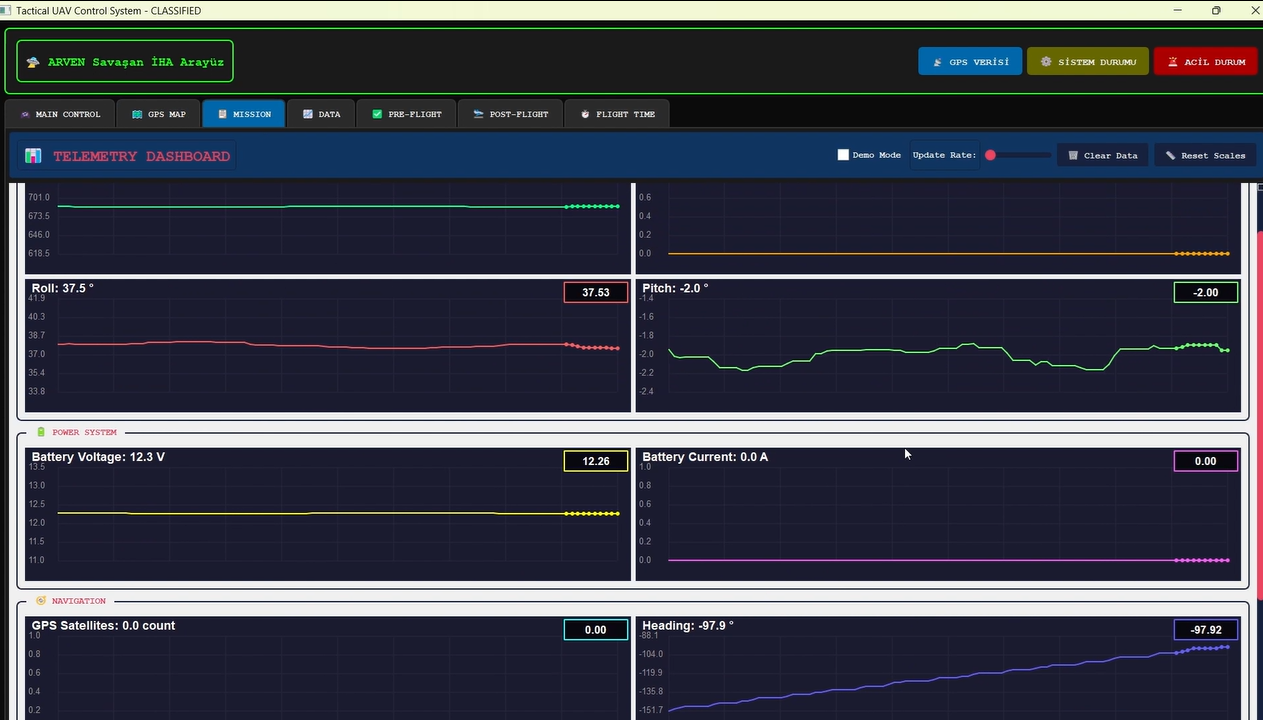 Tactical UAV Control System - CLASSIFIED
ARVEN Savaşan İHA Arayüz
GPS VERİSİ
SİSTEM DURUMU
ACİL DURUM
MAIN CONTROL
GPS MAP
MISSION
DATA
PRE-FLIGHT
POST-FLIGHT
FLIGHT TIME
TELEMETRY DASHBOARD
Demo Mode
Update Rate:
Clear Data
Reset Scales
701.0
673.5
646.0
618.5
0.6
0.4
0.2
0.0
Roll: 37.5 °
37.53
41.9
40.3
38.7
37.0
35.4
33.8
Pitch: -2.0 °
-2.00
-1.4
-1.6
-1.8
-2.0
-2.2
-2.4
POWER SYSTEM
Battery Voltage: 12.3 V
12.26
13.5
13.0
12.5
12.0
11.5
11.0
Battery Current: 0.0 A
0.00
1.0
0.8
0.6
0.4
0.2
0.0
NAVIGATION
GPS Satellites: 0.0 count
0.00
1.0
0.8
0.6
0.4
0.2
Heading: -97.9 °
-97.92
-88.1
-104.0
-119.9
-135.8
-151.7